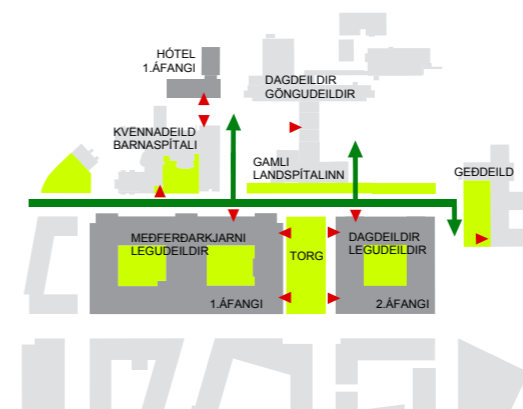 HÓTEL
1.ÁFANGI
DAGDEILDIR
GÖNGUDEILDIR
KVENNADEILD
BARNASPÍTALI
GAMLI
LANDSPÍTALINN
GEÐDEILD
MEÐFERÐARKJARNI
LEGUDEILDIR
TORG
DAGDEILDIR
LEGUDEILDIR
1.ÁFANGI
2.ÁFANGI